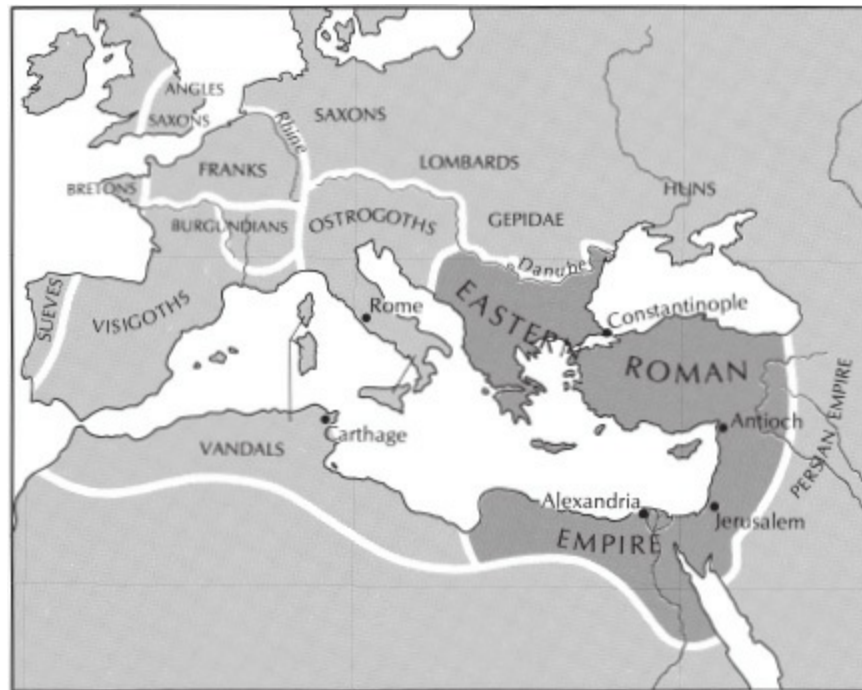 ANGLES
SAXONS
SAXONS
Rhine
FRANKS
LOMBARDS
BRETONS
HUNS
BURGUNDIANS
OSTROGOTHS
GEPIDAE
Danube
SUEVES
VISIGOTHS
Rome
Constantinople
EASTERN
ROMAN
PERSIAN EMPIRE
Antioch
Carthage
VANDALS
Alexandria
Jerusalem
EMPIRE